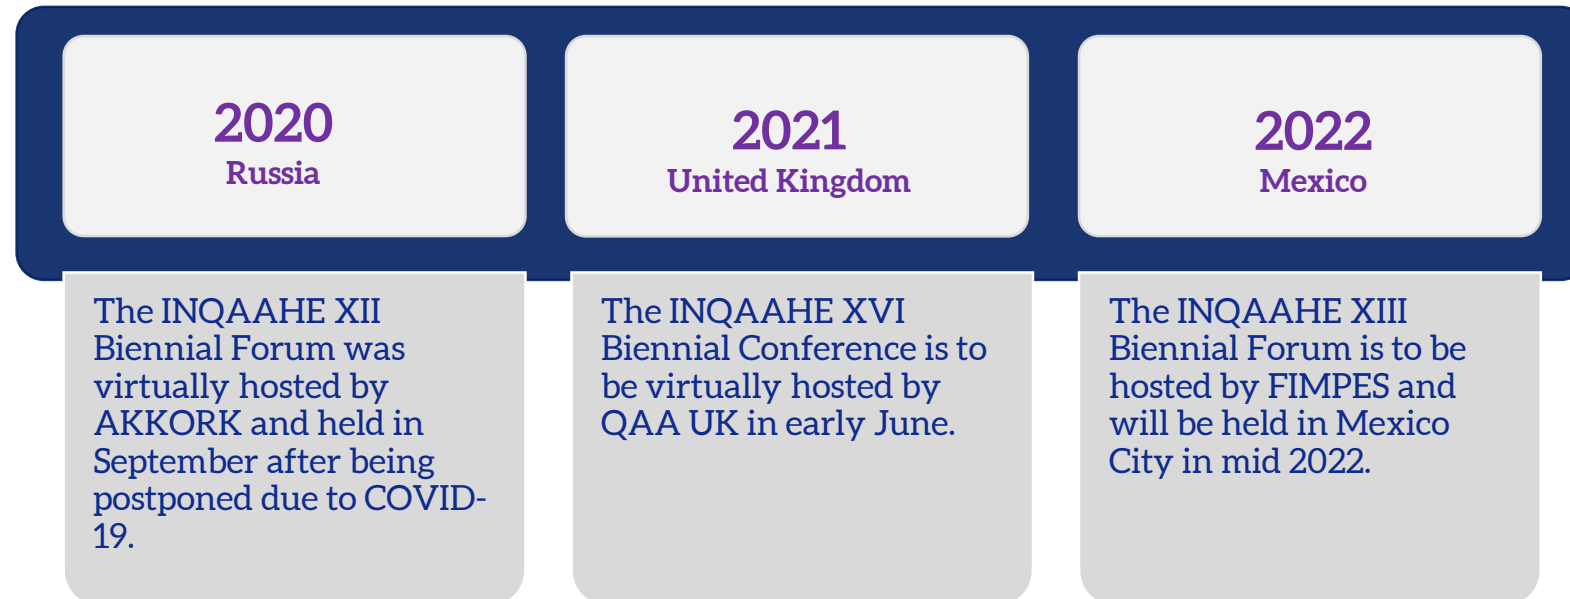 2020
Russia
The INQAAHE XII
Biennial Forum was
virtually hosted by
AKKORK and held in
September after being
postponed due to COVID-
19.
2021
United Kingdom
The INQAAHE XVI
Biennial Conference is to
be virtually hosted by
QAA UK in early June.
2022
Mexico
The INQAAHE XIII
Biennial Forum is to be
hosted by FIMPES and
will be held in Mexico
City in mid 2022.